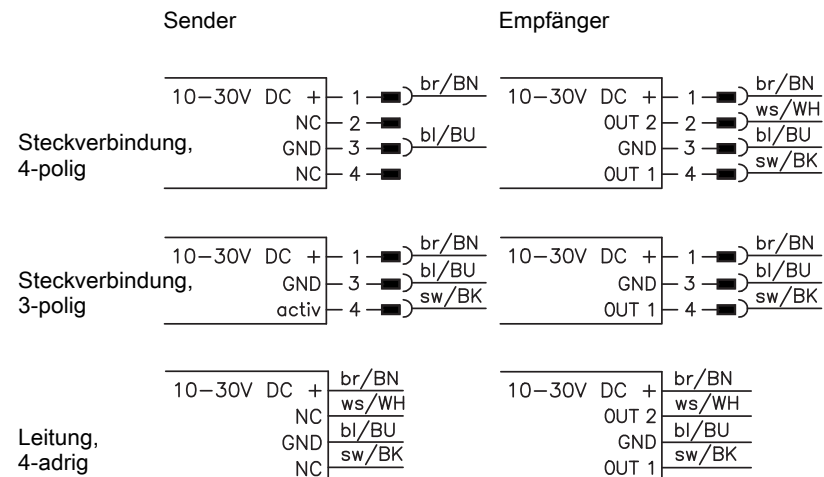 Sender
Empfänger
Steckverbindung,
4-polig
10–30V DC + 1 br/BN
NC 2
GND 3 bl/BU
NC 4
10–30V DC + 1 br/BN
OUT 2 2 ws/WH
GND 3 bl/BU
OUT 1 4 sw/BK
Steckverbindung,
3-polig
10–30V DC + 1 br/BN
GND 3 bl/BU
activ 4 sw/BK
10–30V DC + 1 br/BN
GND 3 bl/BU
OUT 1 4 sw/BK
Leitung,
4-adrig
10–30V DC + br/BN
NC ws/WH
GND bl/BU
NC sw/BK
10–30V DC + br/BN
OUT 2 ws/WH
GND bl/BU
OUT 1 sw/BK